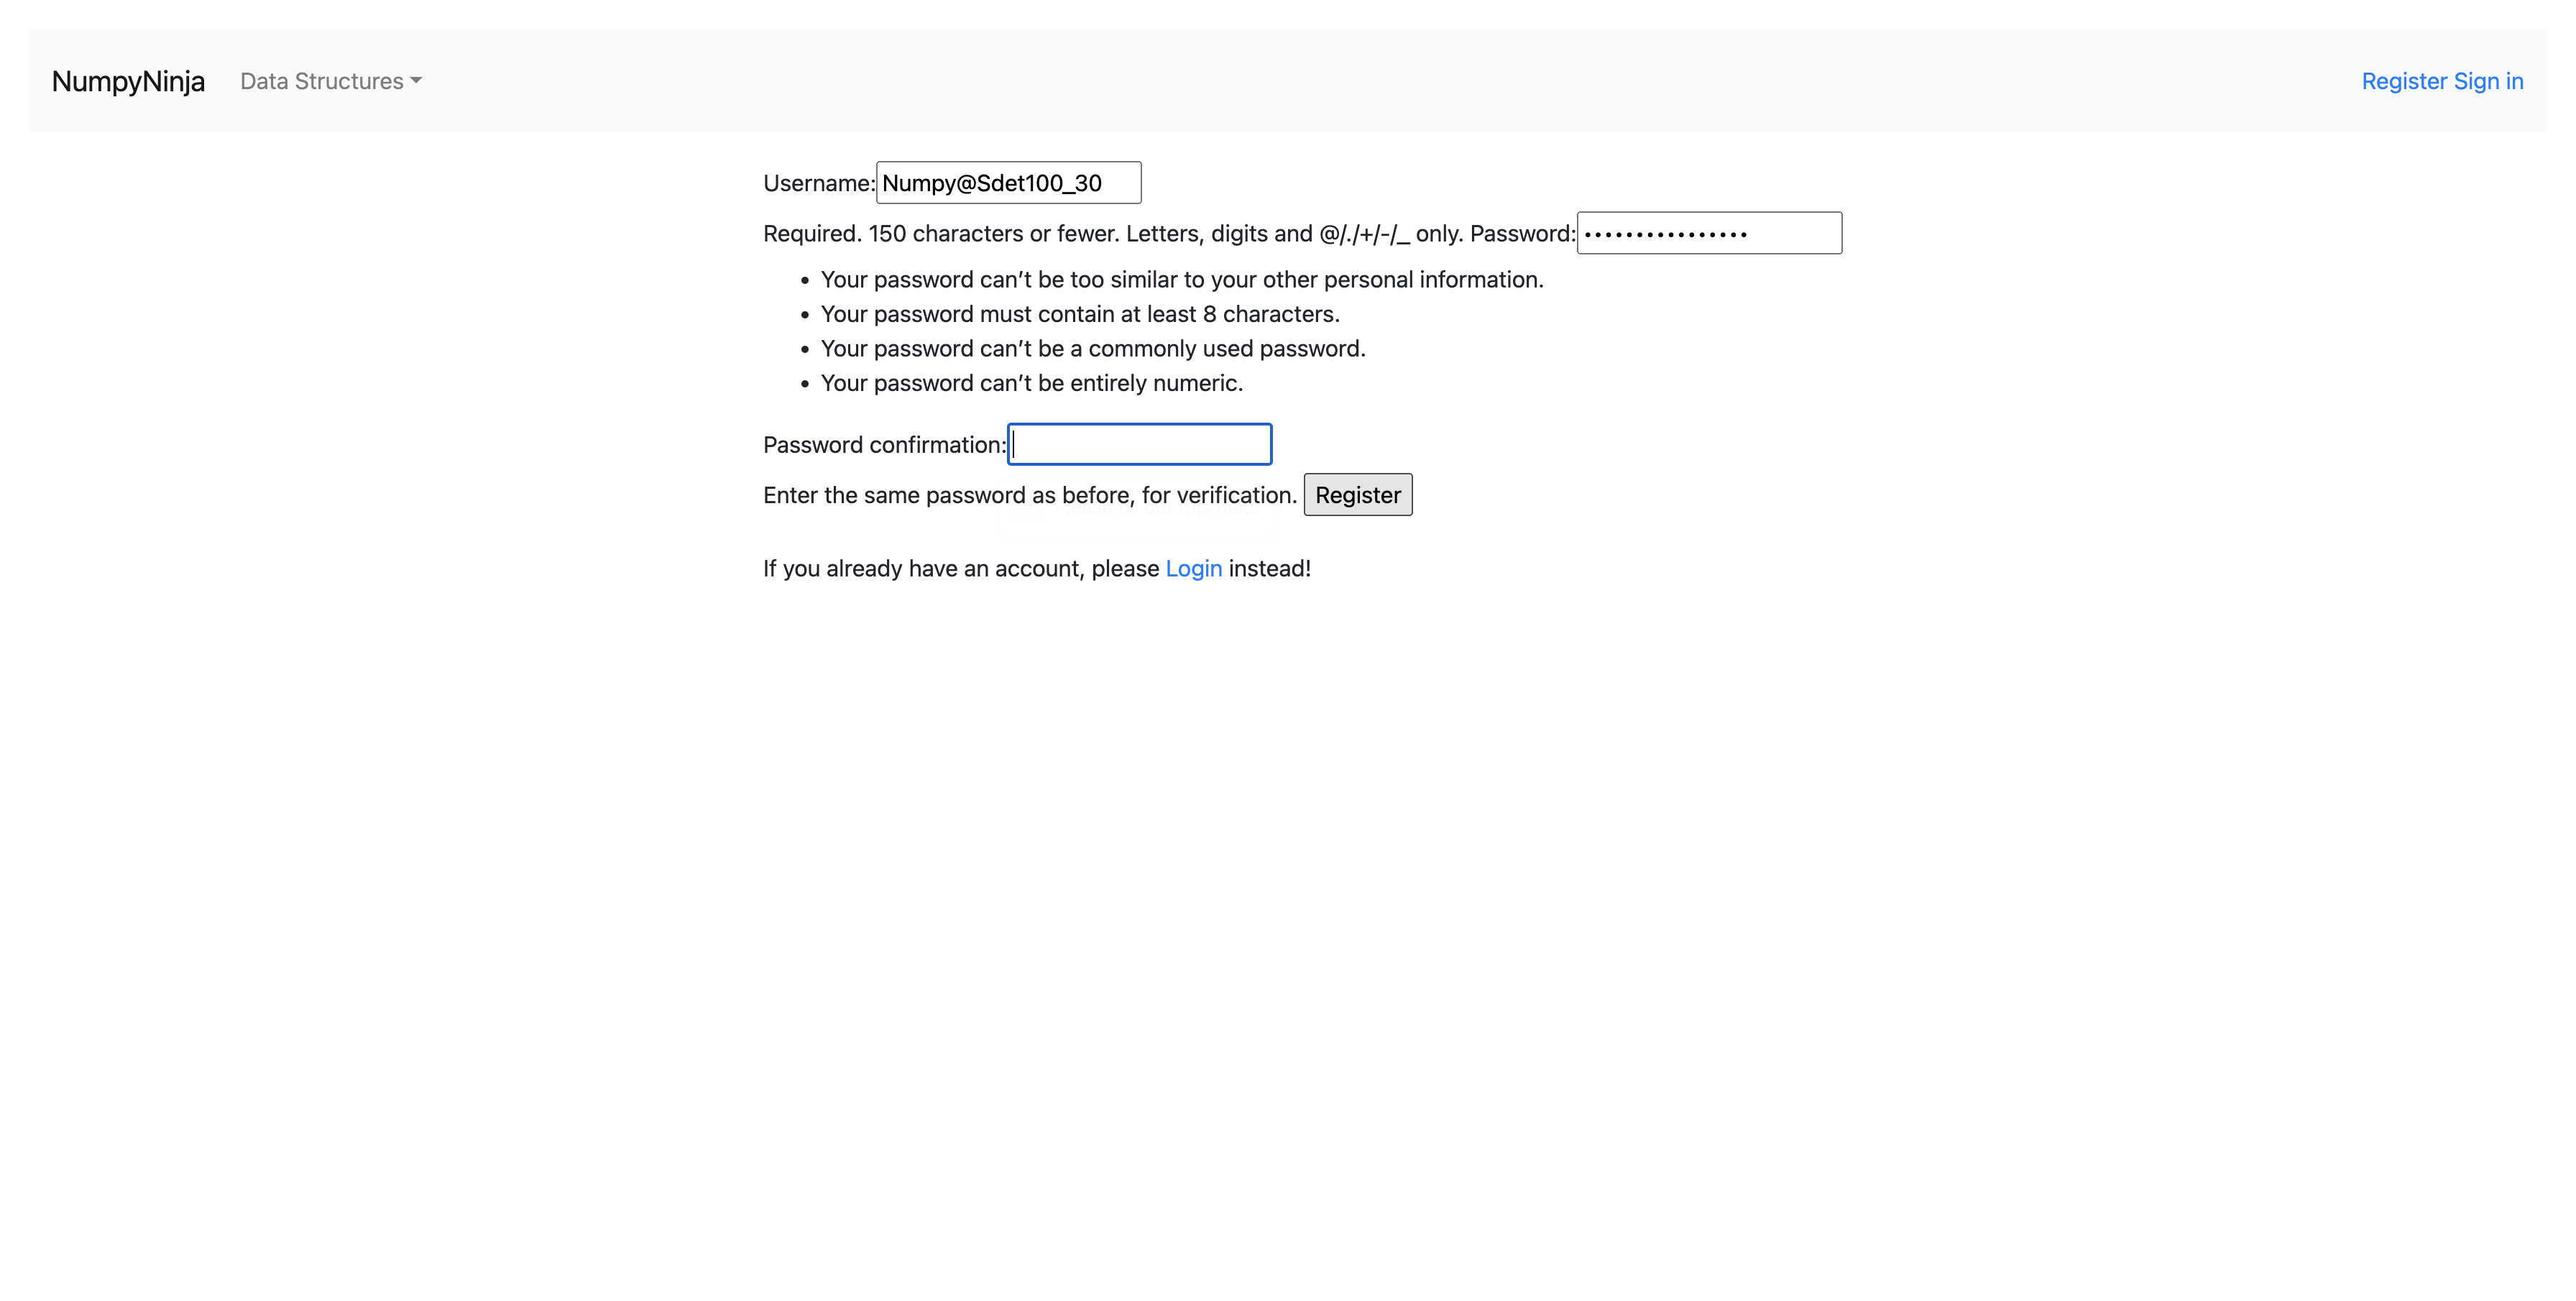 NumpyNinja Data Structures Register Sign in
Username: Numpy@Sdet100_30
Required. 150 characters or fewer. Letters, digits and @/./+/-/_ only. Password: ••••••••••••••••
• Your password can’t be too similar to your other personal information.
• Your password must contain at least 8 characters.
• Your password can’t be a commonly used password.
• Your password can’t be entirely numeric.
Password confirmation:
Enter the same password as before, for verification. Register
If you already have an account, please Login instead!